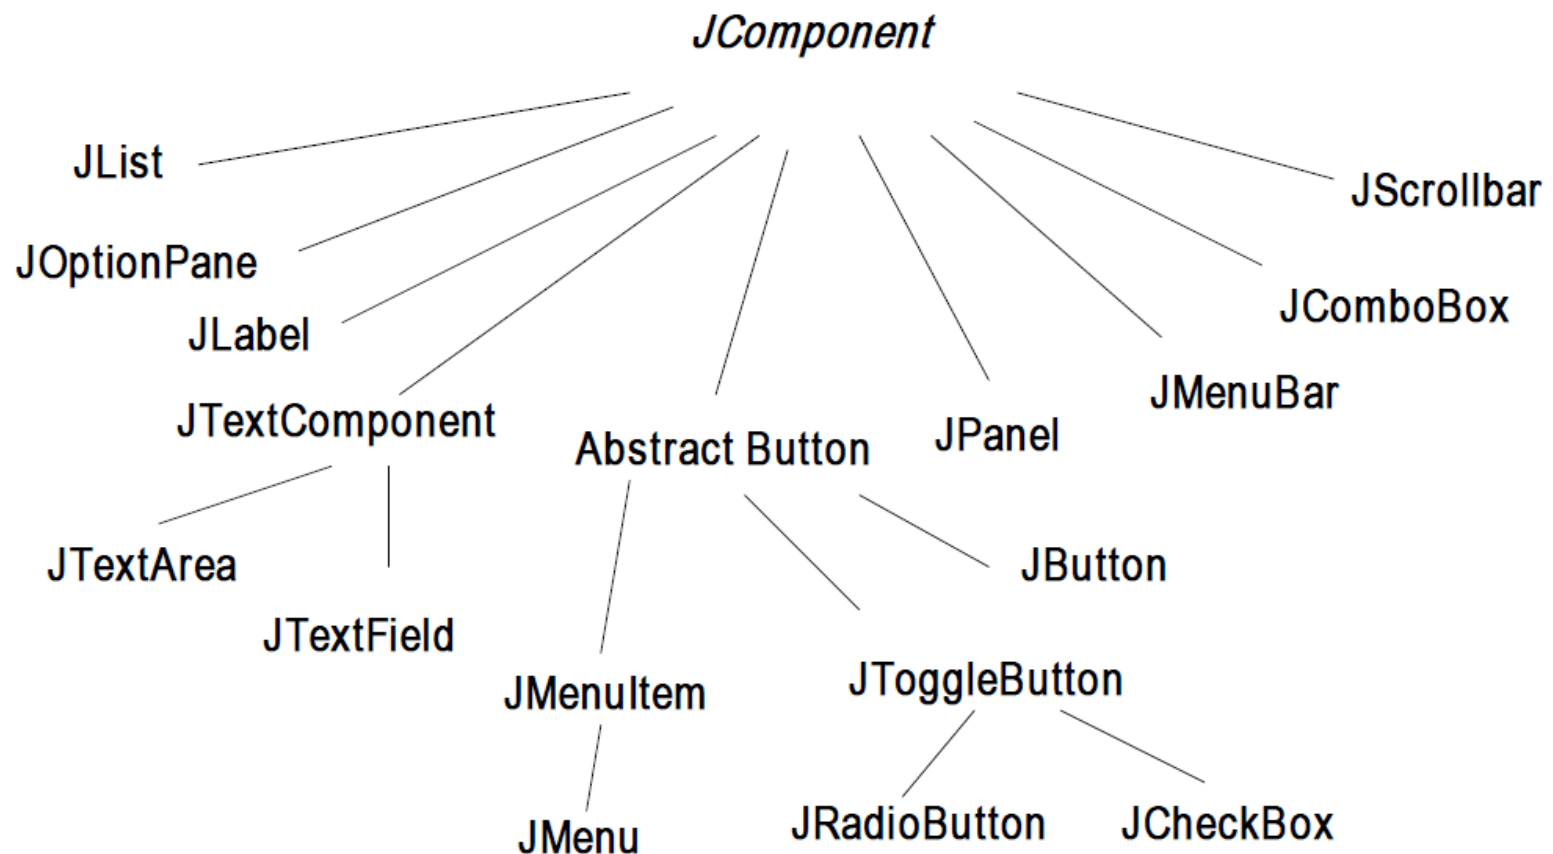 JComponent
JList
JScrollbar
JOptionPane
JComboBox
JLabel
JMenuBar
JTextComponent
JPanel
Abstract Button
JTextArea
JButton
JTextField
JToggleButton
JMenuItem
JRadioButton
JCheckBox
JMenu